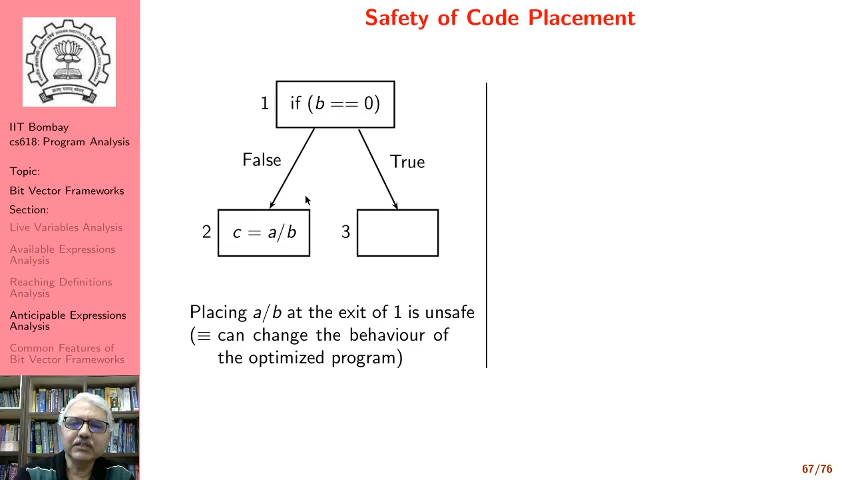 Safety of Code Placement
IIT Bombay
cs618: Program Analysis
Topic:
Bit Vector Frameworks
Section:
Live Variables Analysis
Available Expressions
Analysis
Reaching Definitions
Analysis
Anticipable Expressions
Analysis
Common Features of
Bit Vector Frameworks
1 if (b == 0)
False True
2 c = a/b 3
Placing a/b at the exit of 1 is unsafe
(≡ can change the behaviour of
the optimized program)
67/76